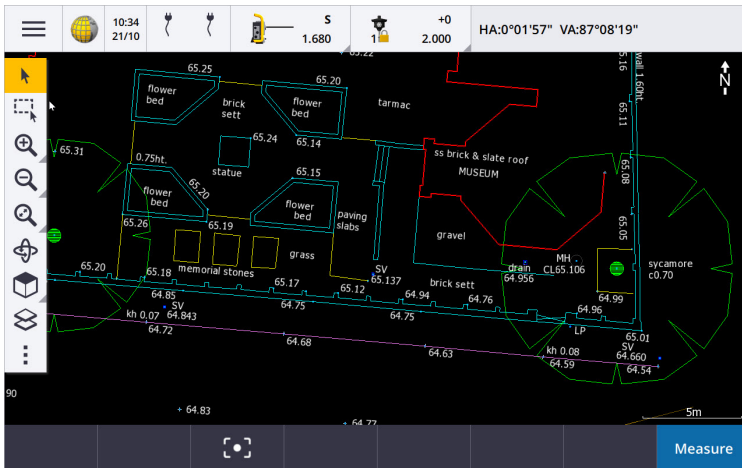 10:34
21/10
S
1.680
1
+0
2.000
HA:0°01'57" VA:87°08'19"
65.22
65.25
flower
bed
brick
sett
65.20
flower
bed
tarmac
65.16
wall 1.60ht.
N
65.11
65.24
65.14
65.31
0.75ht.
statue
ss brick & slate roof
MUSEUM
65.08
flower
bed
65.20
65.15
flower
bed
paving
slabs
65.26
65.19
65.05
gravel
grass
65.20
65.18
memorial stones
SV
65.137
drain
64.956
MH
CL65.106
sycamore
c0.70
65.17
65.12
brick sett
64.94
64.76
64.99
64.96
64.85
SV
64.843
64.75
64.75
kh 0.07
64.72
LP
65.01
64.68
64.63
kh 0.08
64.59
SV
64.660
64.54
90
64.83
64.77
5m
Measure